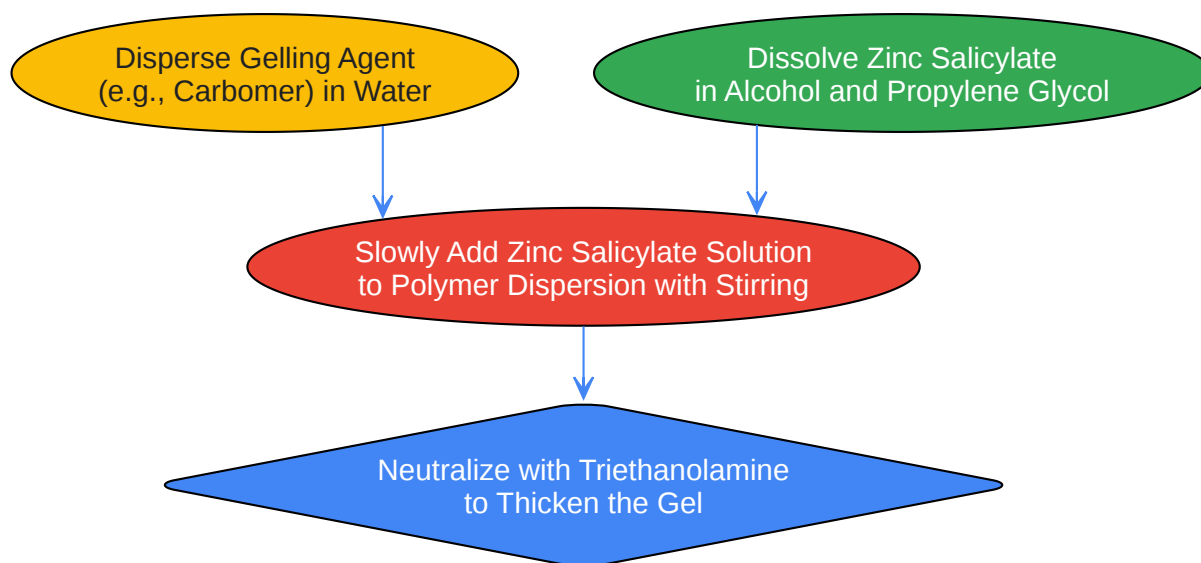 Disperse Gelling Agent
(e.g., Carbomer) in Water
Dissolve Zinc Salicylate
in Alcohol and Propylene Glycol
Slowly Add Zinc Salicylate Solution
to Polymer Dispersion with Stirring
Neutralize with Triethanolamine
to Thicken the Gel